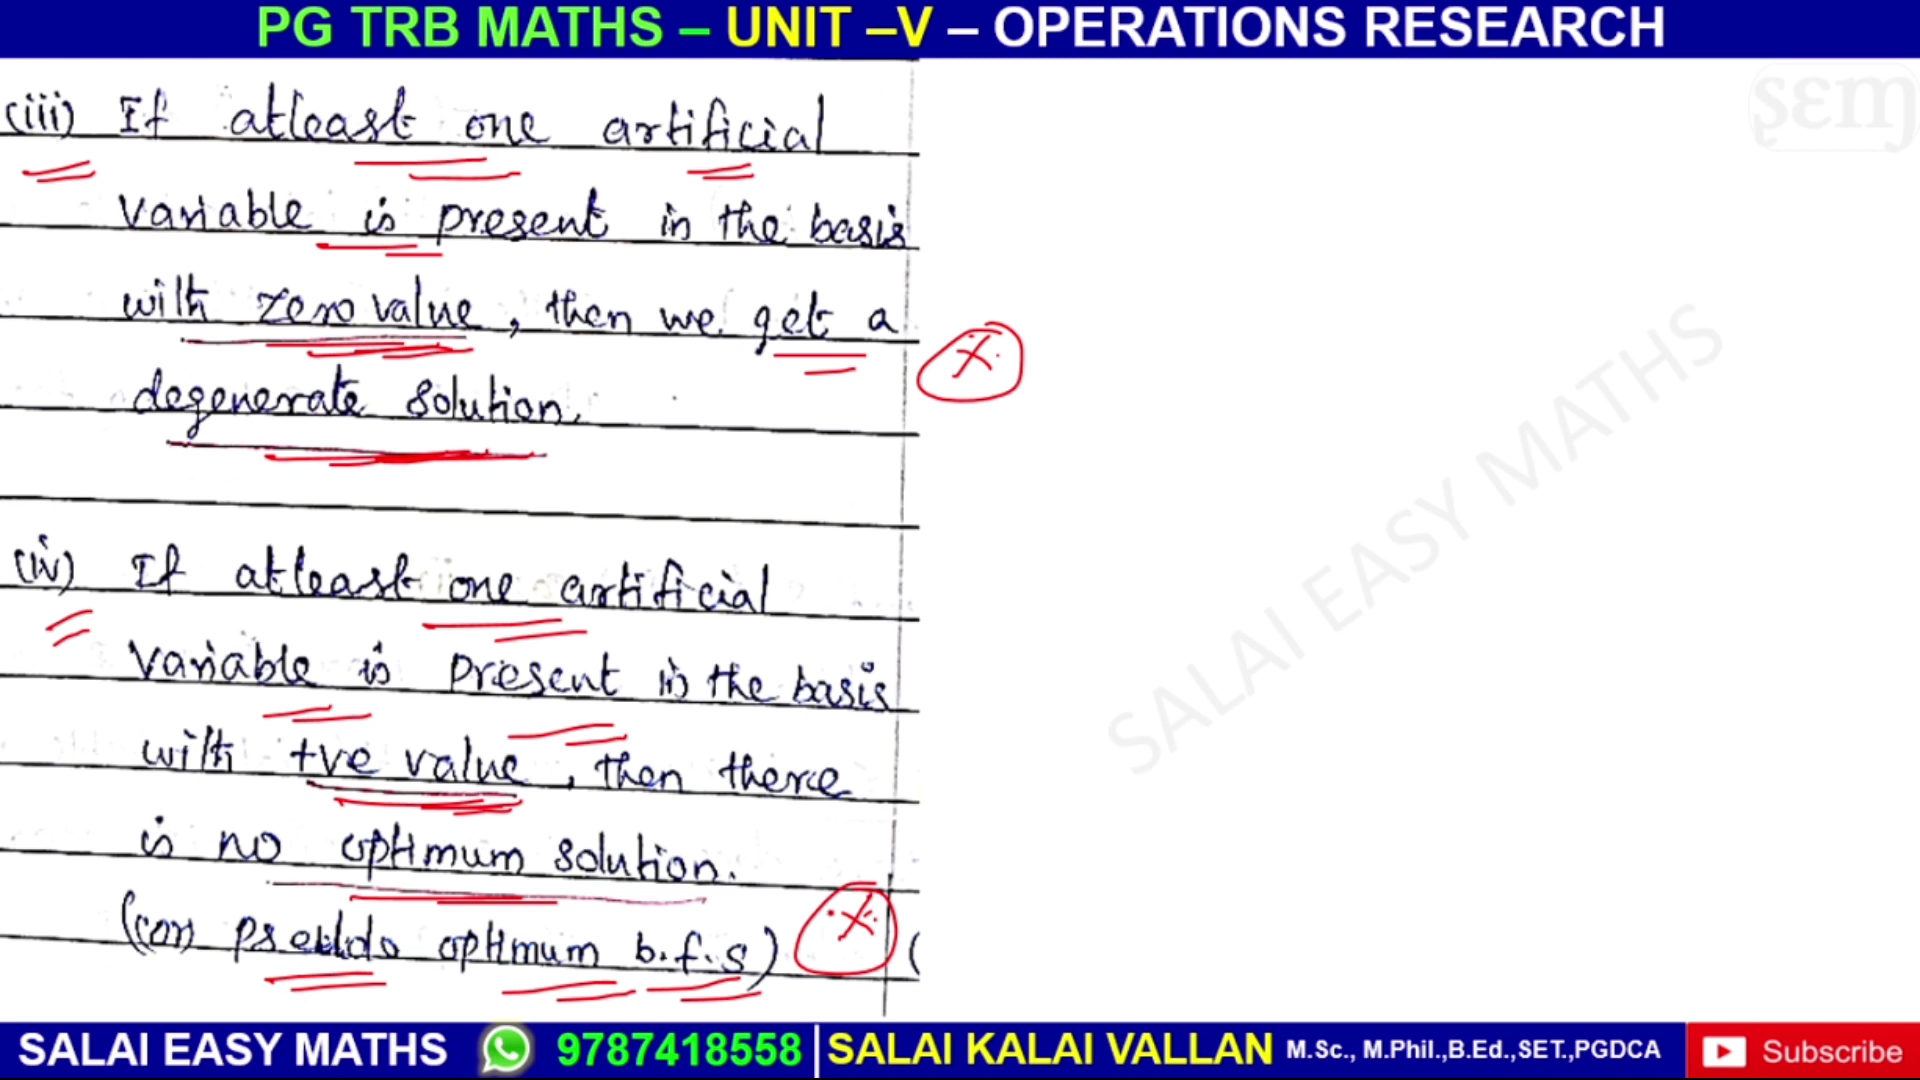 PG TRB MATHS – UNIT –V – OPERATIONS RESEARCH
sɛm
(iii) If atleast one artificial
variable is present in the basis
with zero value, then we get a
degenerate solution.
(iv) If atleast one artificial
variable is present in the basis
with +ve value, then there
is no optimum solution.
(or) pseudo optimum b.f.s) (
SALAI EASY MATHS
SALAI EASY MATHS 9787418558 SALAI KALAI VALLAN M.Sc., M.Phil.,B.Ed.,SET.,PGDCA Subscribe